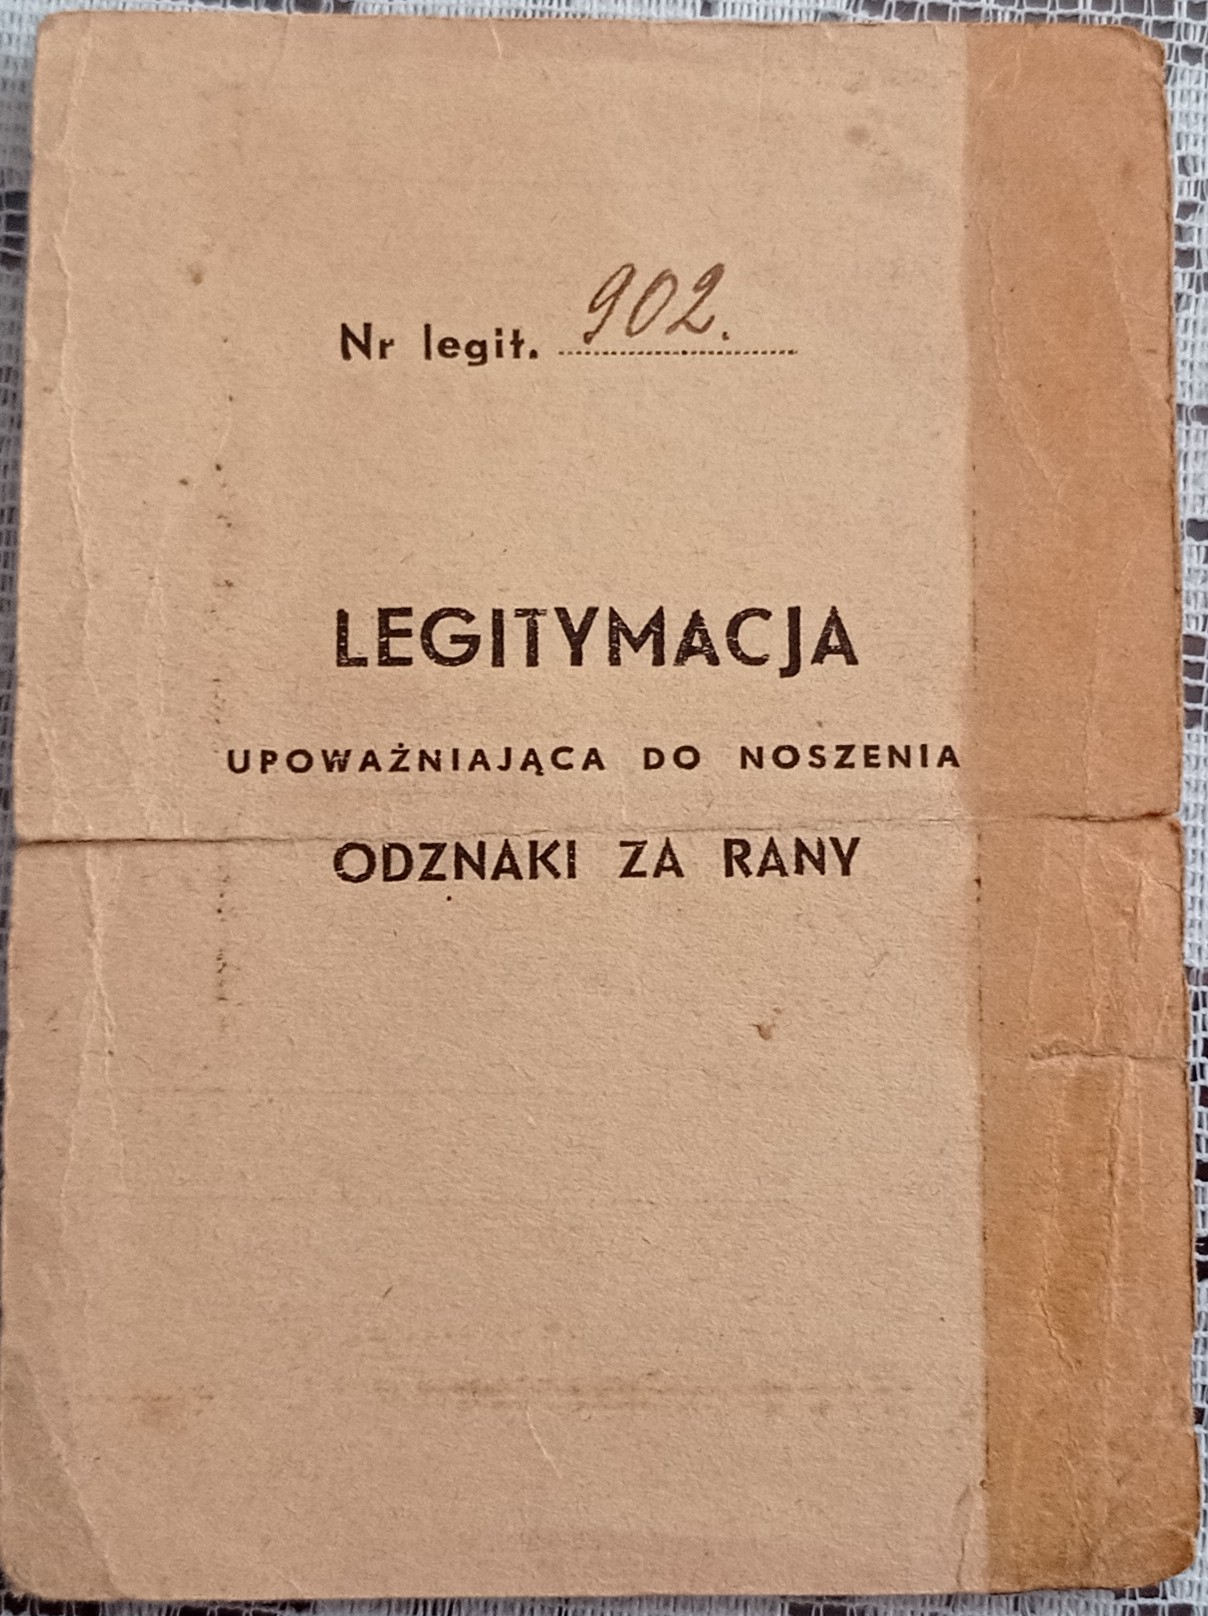 Nr legit. 902.
LEGITYMACJA
UPOWAŻNIAJĄCA DO NOSZENIA
ODZNAKI ZA RANY